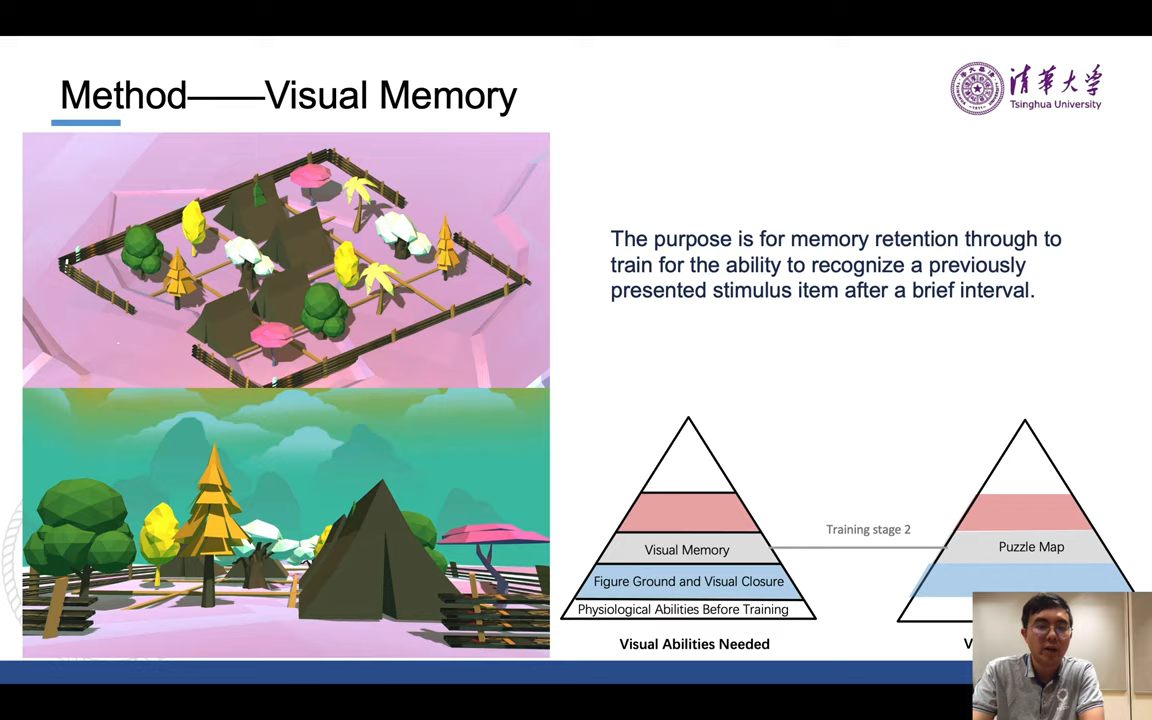 Method——Visual Memory
清华大学
Tsinghua University
The purpose is for memory retention through to
train for the ability to recognize a previously
presented stimulus item after a brief interval.
Training stage 2
Visual Memory
Figure Ground and Visual Closure
Physiological Abilities Before Training
Visual Abilities Needed
Puzzle Map
V